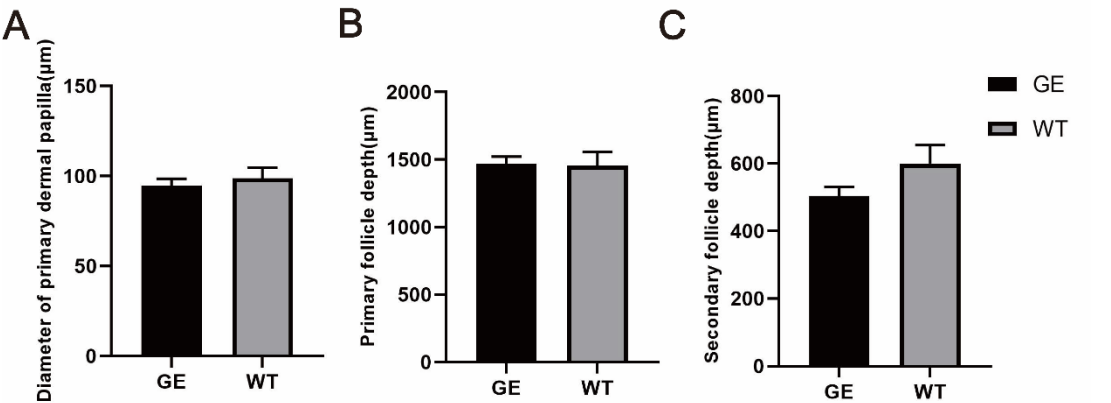 A
Diameter of primary dermal papilla(μm)
150
100
50
0
GE
WT
B
Primary follicle depth(μm)
2000
1500
1000
500
0
GE
WT
C
Secondary follicle depth(μm)
800
600
400
200
0
GE
WT
GE
WT